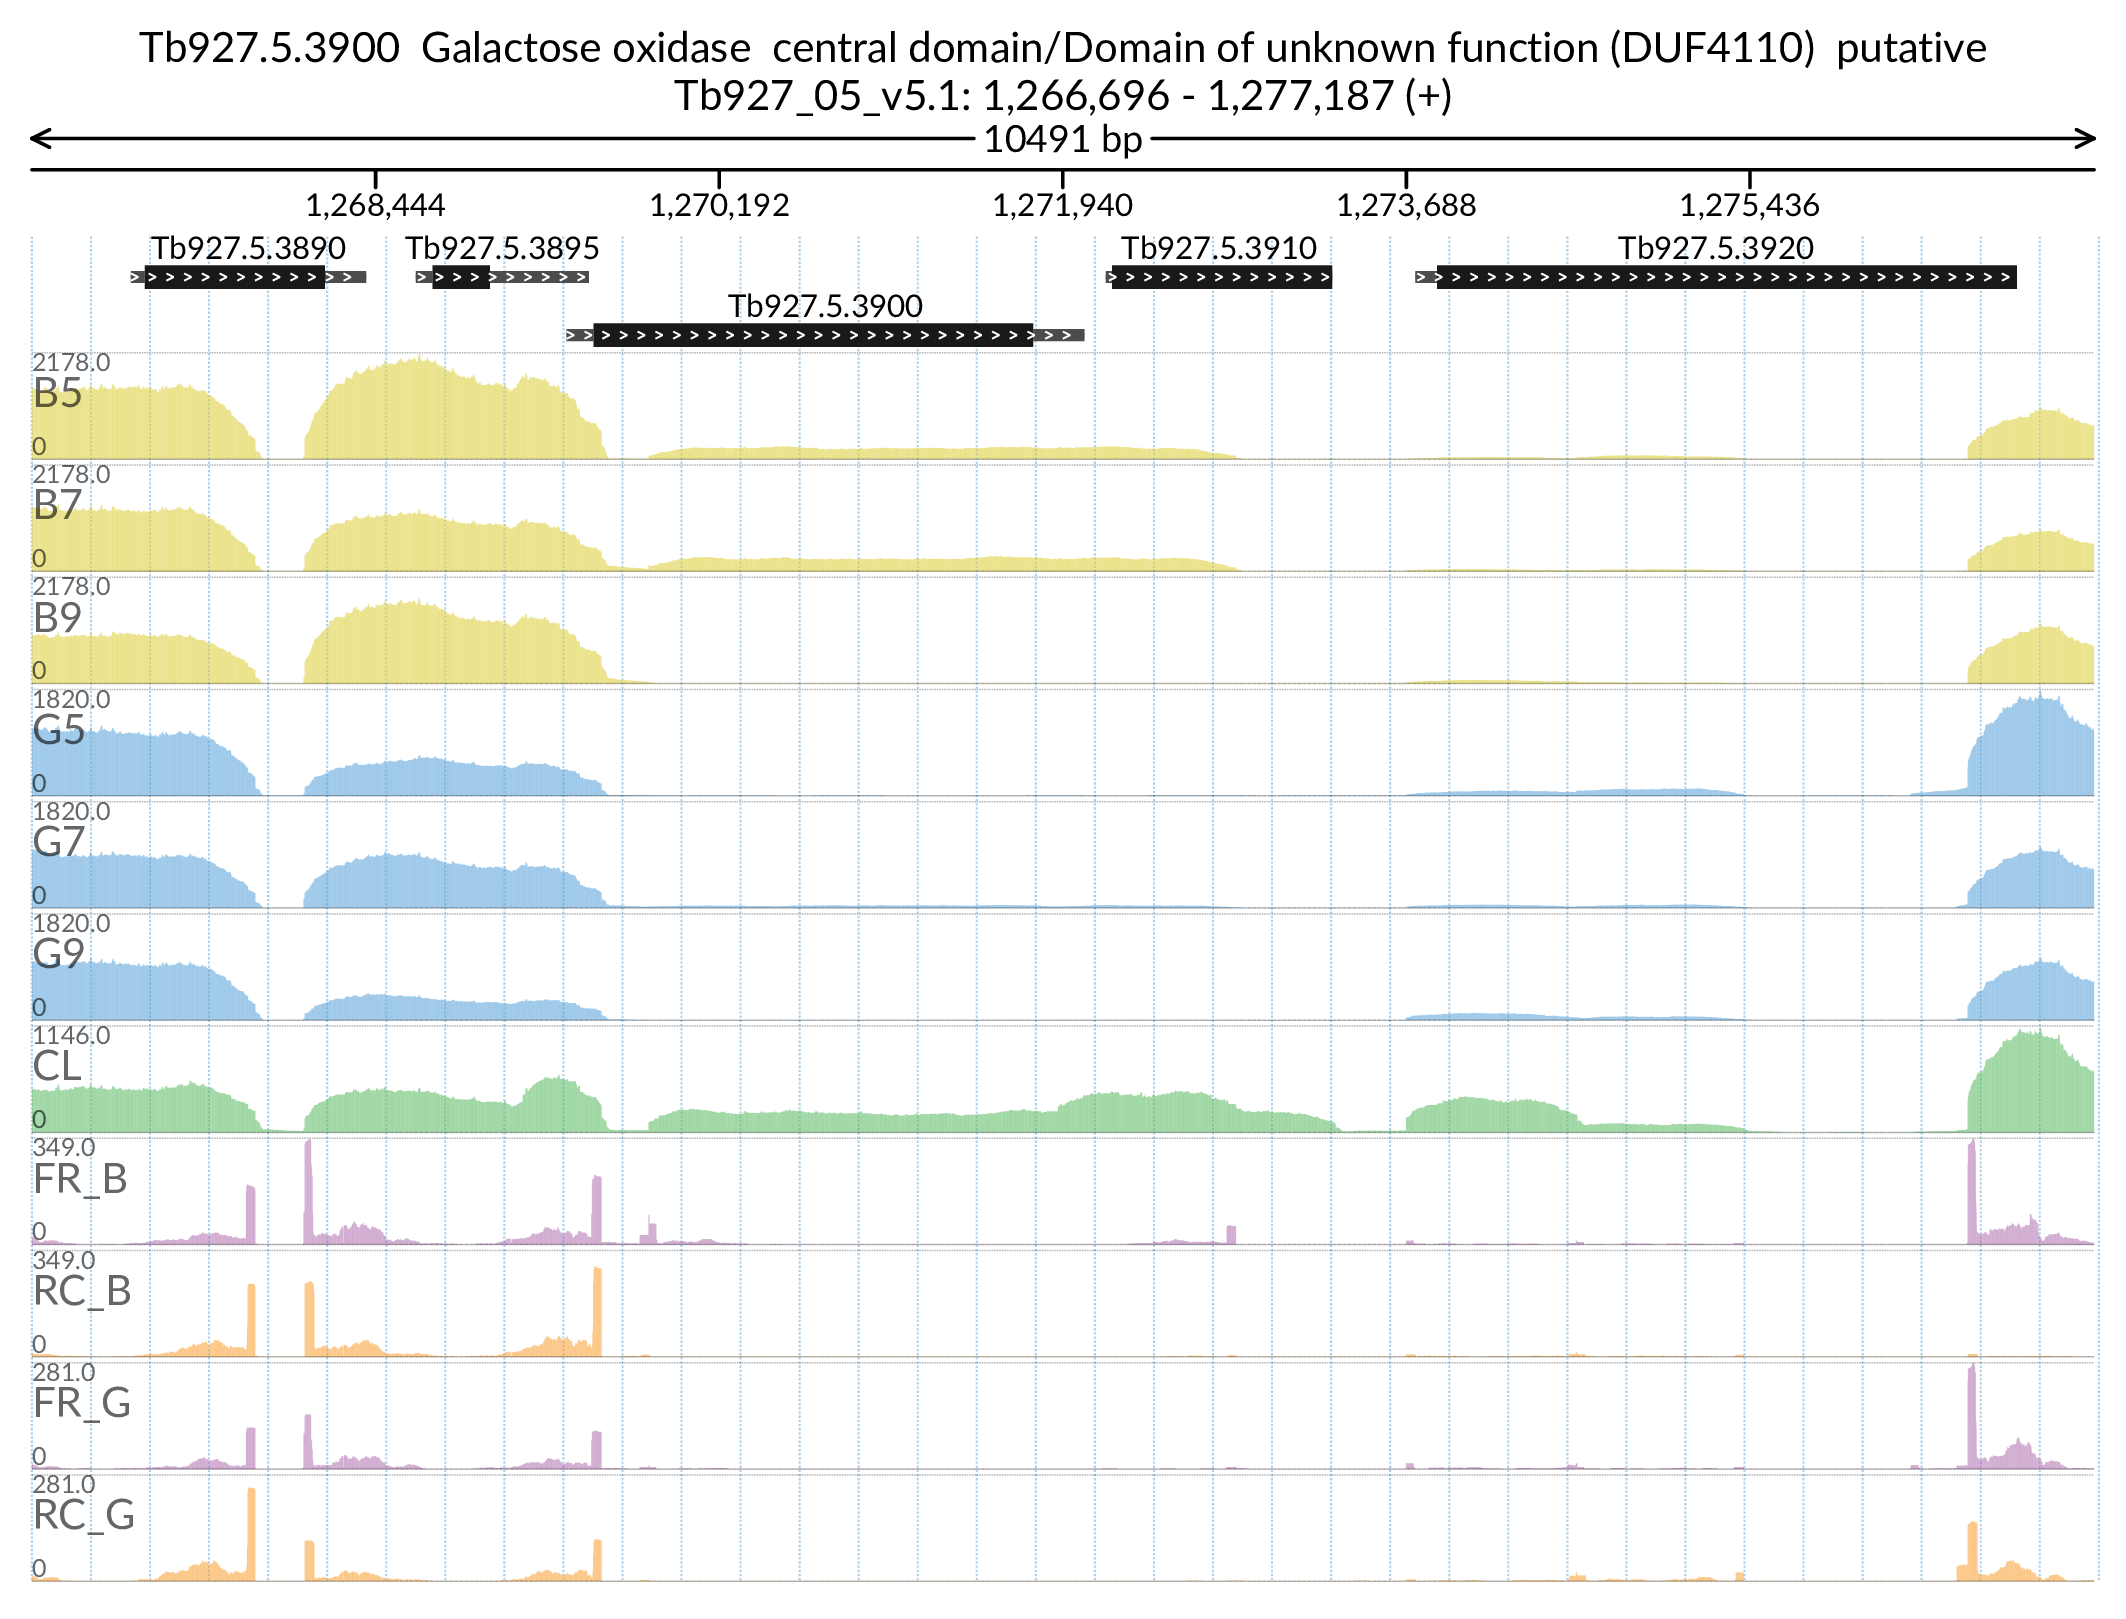 Tb927.5.3900 Galactose oxidase central domain/Domain of unknown function (DUF4110) putative
Tb927_05_v5.1: 1,266,696 - 1,277,187 (+)
10491 bp
1,268,444 1,270,192 1,271,940 1,273,688 1,275,436
Tb927.5.3890 Tb927.5.3895 Tb927.5.3910 Tb927.5.3920
Tb927.5.3900
2178.0
B5
0
2178.0
B7
0
2178.0
B9
0
1820.0
G5
0
1820.0
G7
0
1820.0
G9
0
1146.0
CL
0
349.0
FR_B
0
349.0
RC_B
0
281.0
FR_G
0
281.0
RC_G
0